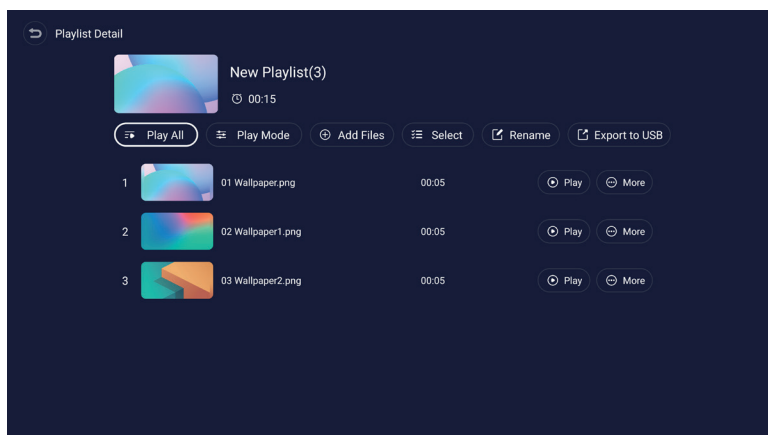 Playlist Detail
New Playlist(3)
00:15
Play All Play Mode Add Files Select Rename Export to USB
1 01 Wallpaper.png 00:05 Play More
2 02 Wallpaper1.png 00:05 Play More
3 03 Wallpaper2.png 00:05 Play More